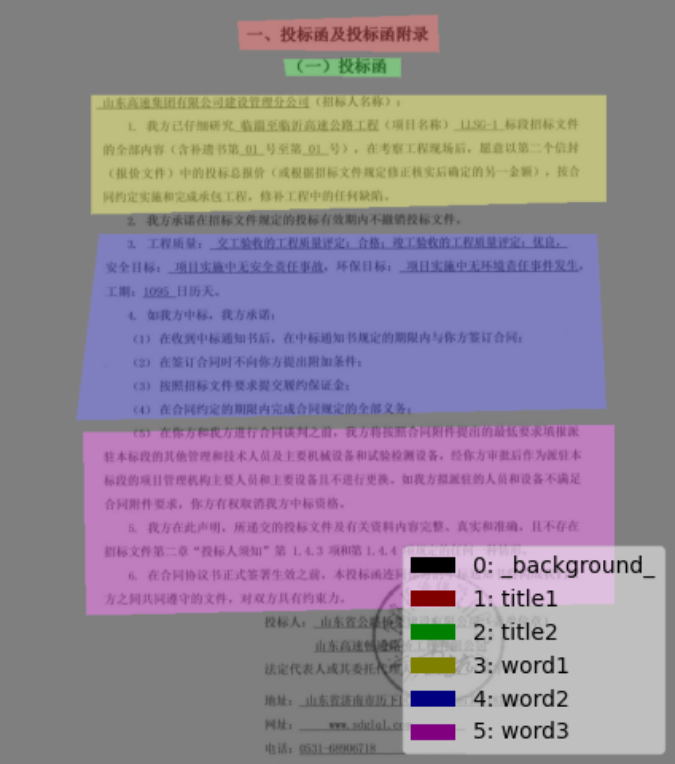 一、投标函及投标函附录
（一）投标函
山东高速集团有限公司建设管理分公司（招标人名称）：
1. 我方已仔细研究 临淄至临沂高速公路工程（项目名称） LLSG-1 标段招标文件
的全部内容（含补遗书第 01 号至第 01 号），在考察工程现场后，愿意以第二个信封
（报价文件）中的投标总报价（或根据招标文件规定修正核实后确定的另一金额），按合
同约定实施和完成承包工程，修补工程中的任何缺陷。
2. 我方承诺在招标文件规定的投标有效期内不撤销投标文件。
3. 工程质量： 交工验收的工程质量评定：合格；竣工验收的工程质量评定：优良，
安全目标： 项目实施中无安全责任事故，环保目标： 项目实施中无环境责任事件发生，
工期：1095 日历天。
4. 如我方中标，我方承诺：
（1）在收到中标通知书后，在中标通知书规定的期限内与你方签订合同；
（2）在签订合同时不向你方提出附加条件；
（3）按照招标文件要求提交履约保证金；
（4）在合同约定的期限内完成合同规定的全部义务；
（5）在你方和我方进行合同谈判之前，我方将按照合同附件提出的最低要求填报派
驻本标段的其他管理和技术人员及主要机械设备和试验检测设备，经你方审批后作为派驻本
标段的项目管理机构主要人员和主要设备且不进行更换。如我方拟派驻的人员和设备不满足
合同附件要求，你方有权取消我方中标资格。
5. 我方在此声明，所递交的投标文件及有关资料内容完整、真实和准确，且不存在
招标文件第二章“投标人须知”第 1.4.3 项和第 1.4.4
6. 在合同协议书正式签署生效之前，本投标函连同
方之间共同遵守的文件，对双方具有约束力。
投标人： 山东省公路桥
山东高速畅通路
法定代表人或其委托代理
地址： 山东省济南市历下
网址： www.sdglql.co
电话：0531-68906718
0: _background_
1: title1
2: title2
3: word1
4: word2
5: word3